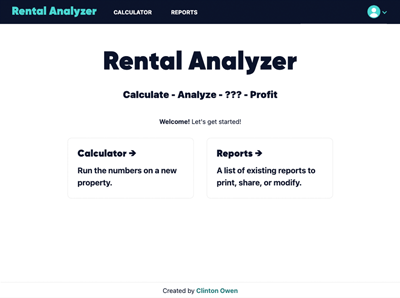 Rental Analyzer CALCULATOR REPORTS
Rental Analyzer
Calculate - Analyze - ??? - Profit
Welcome! Let's get started!
Calculator →
Run the numbers on a new
property.
Reports →
A list of existing reports to
print, share, or modify.
Created by Clinton Owen